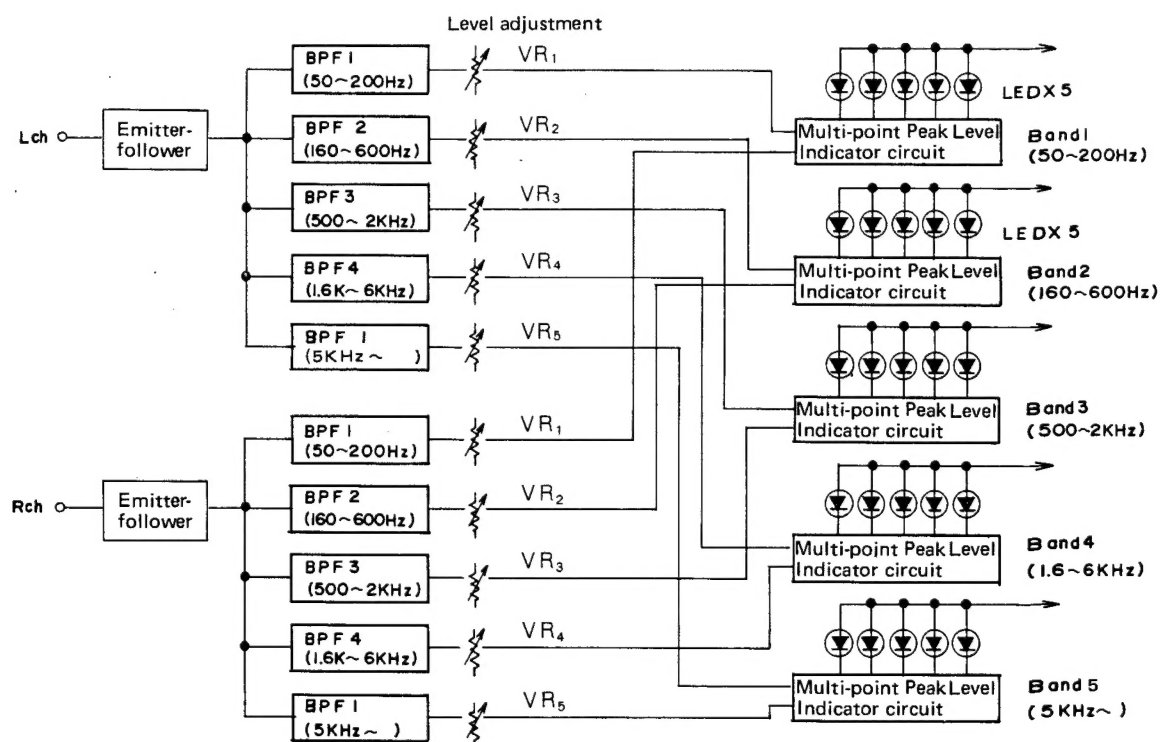 Level adjustment
BPF 1
(50~200Hz)
VR1
LEDX 5
Multi-point Peak Level
Indicator circuit
Band1
(50~200Hz)
Lch
Emitter-
follower
BPF 2
(160~600Hz)
VR2
BPF 3
(500~2KHz)
VR3
LEDX 5
Multi-point Peak Level
Indicator circuit
Band2
(160~600Hz)
BPF 4
(1.6K~6KHz)
VR4
BPF 1
(5KHz~ )
VR5
Multi-point Peak Level
Indicator circuit
Band3
(500~2KHz)
BPF 1
(50~200Hz)
VR1
Rch
Emitter-
follower
BPF 2
(160~600Hz)
VR2
Multi-point Peak Level
Indicator circuit
Band4
(1.6~6KHz)
BPF 3
(500~2KHz)
VR3
BPF 4
(1.6K~6KHz)
VR4
BPF 1
(5KHz~ )
VR5
Multi-point Peak Level
Indicator circuit
Band5
(5KHz~ )